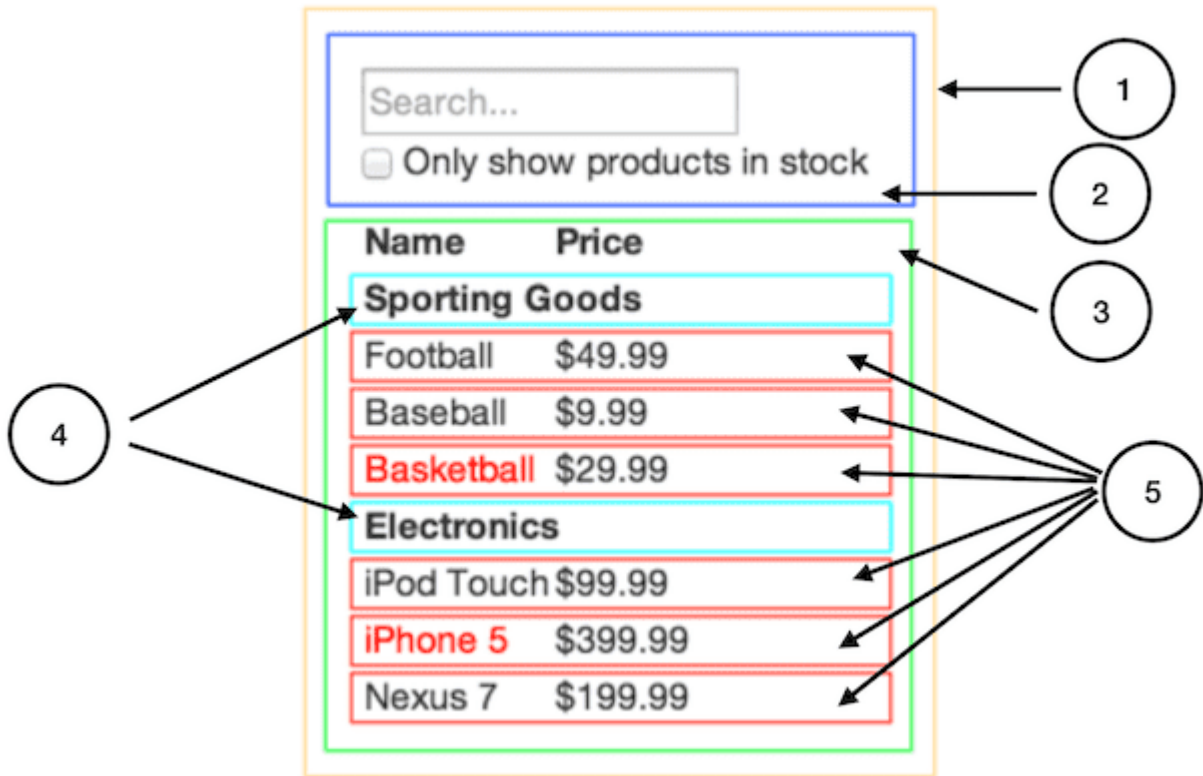 Search...
1
Only show products in stock
2
Name Price
3
Sporting Goods
Football $49.99
Baseball $9.99
4
Basketball $29.99
5
Electronics
iPod Touch $99.99
iPhone 5 $399.99
Nexus 7 $199.99